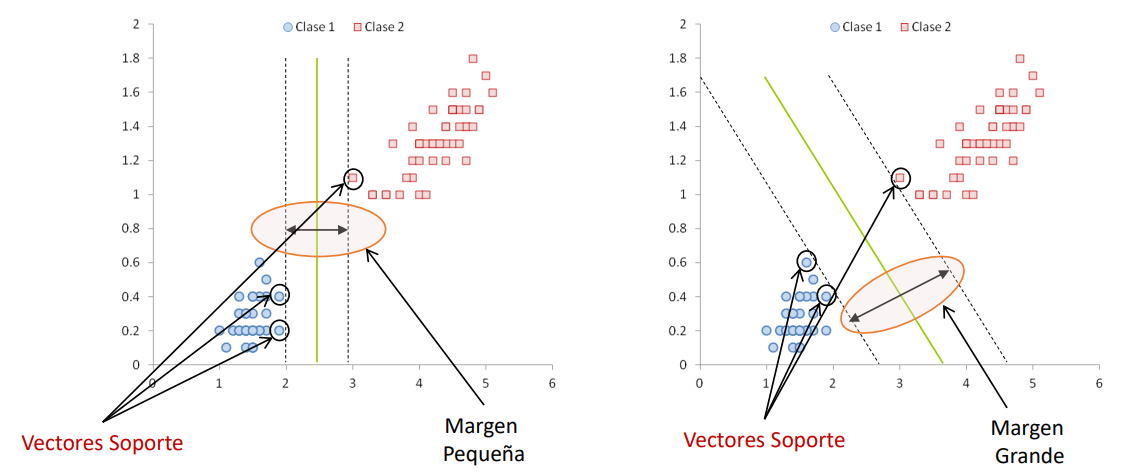 Clase 1 Clase 2
2
1.8
1.6
1.4
1.2
1
0.8
0.6
0.4
0.2
0
0 1 2 3 4 5 6
Vectores Soporte
Margen
Pequeña
Clase 1 Clase 2
2
1.8
1.6
1.4
1.2
1
0.8
0.6
0.4
0.2
0
0 1 2 3 4 5 6
Vectores Soporte
Margen
Grande